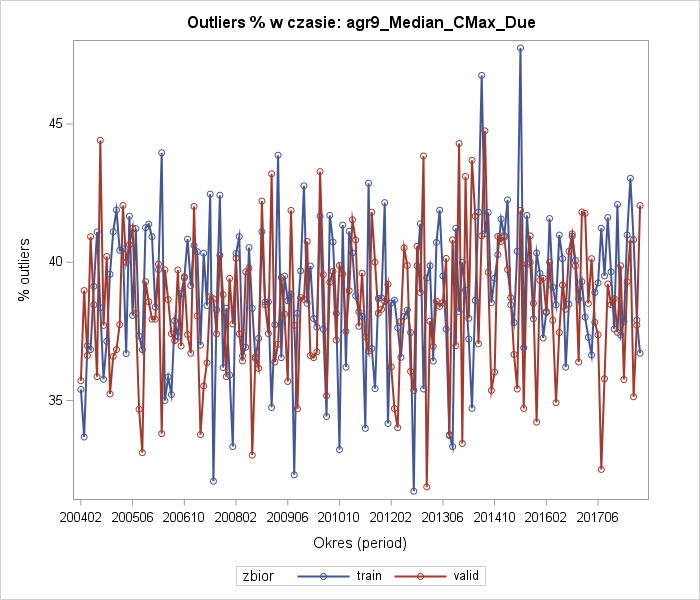 Outliers % w czasie: agr9_Median_CMax_Due
% outliers
45
40
35
200402 200506 200610 200802 200906 201010 201202 201306 201410 201602 201706
Okres (period)
zbior train valid